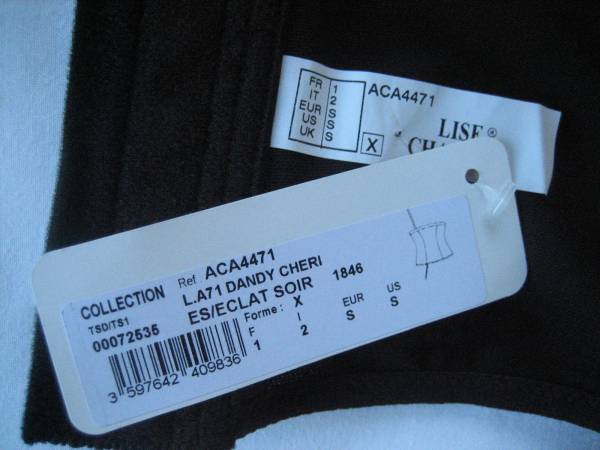 FR 1
IT 2
EUR S
US S
UK S
X
ACA4471
LISE ®
COLLECTION Ref ACA4471
TSD/TS1 L.A71 DANDY CHERI
00072535 ES/ECLAT SOIR 1846
Forme: X
F I EUR US
1 2 S S
3 597642 409836